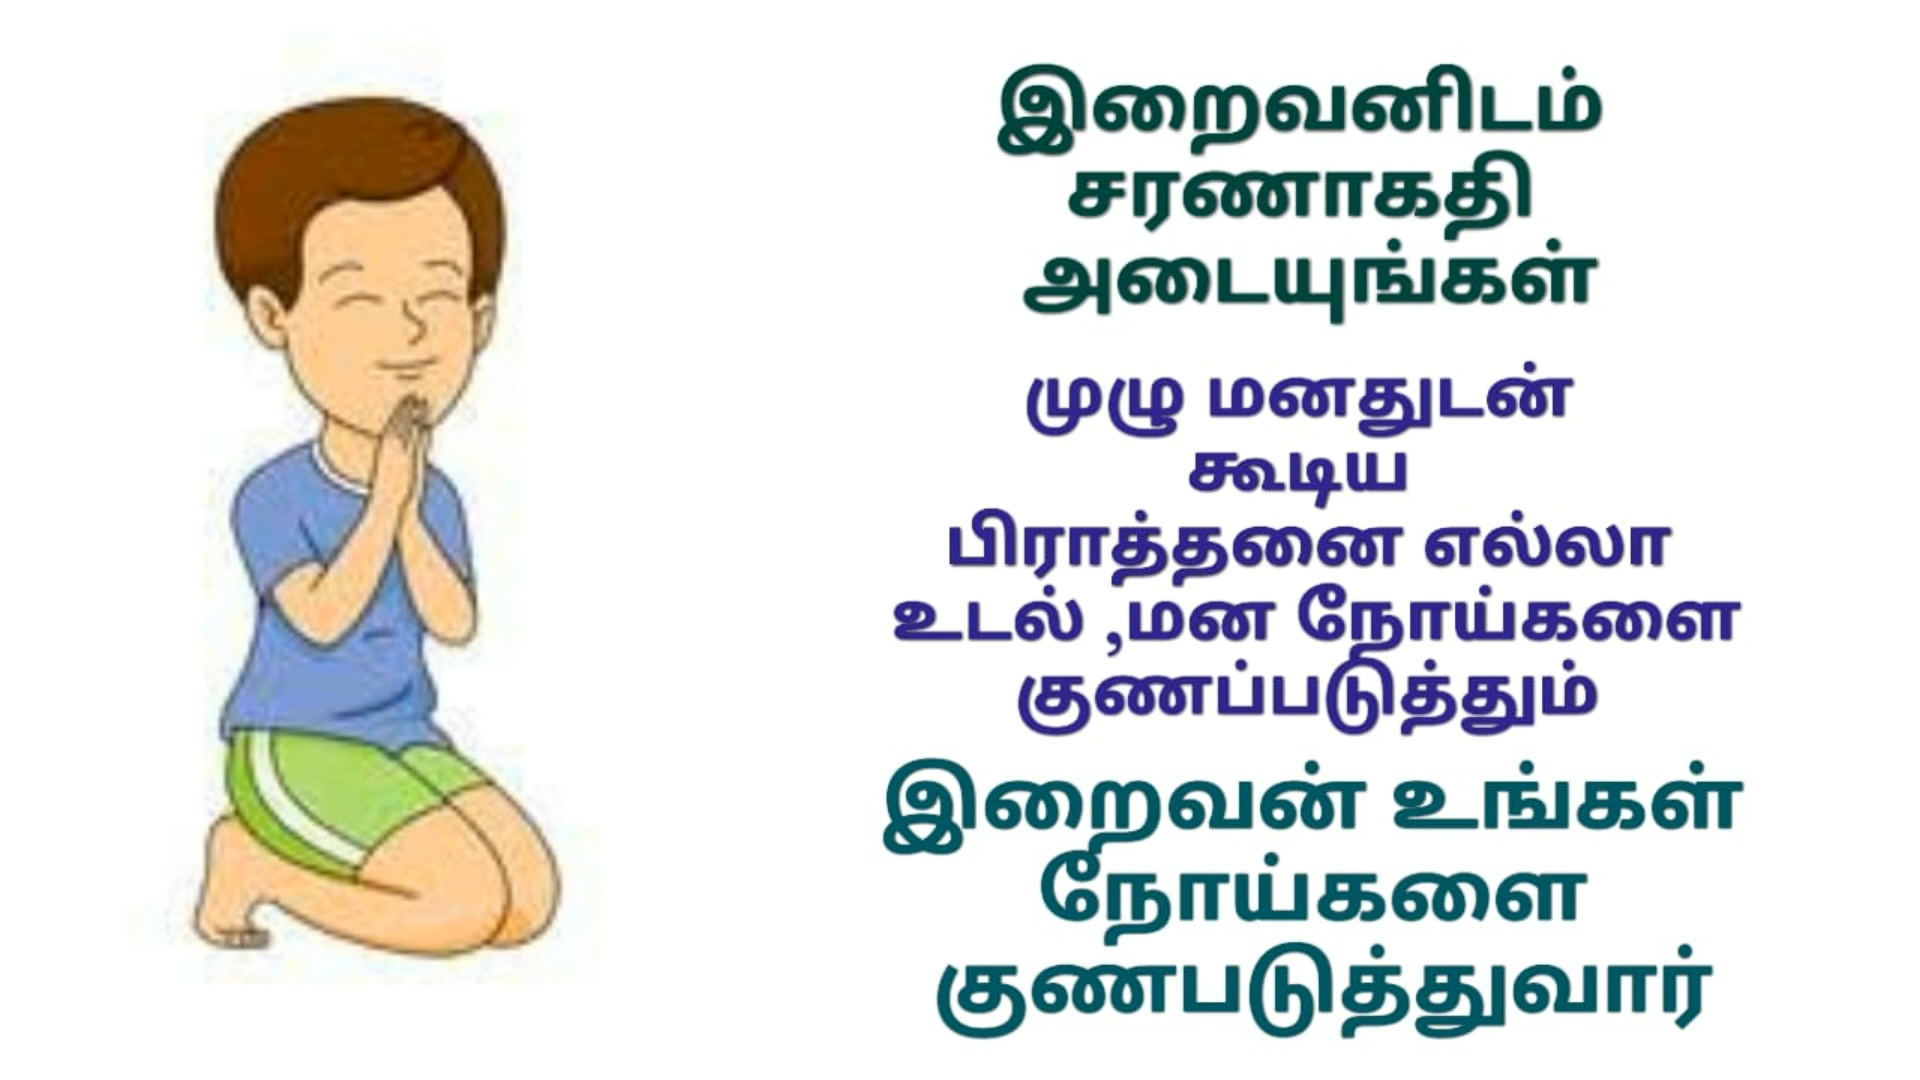 இறைவனிடம்
சரணாகதி
அடையுங்கள்
முழு மனதுடன்
கூடிய
பிராத்தனை எல்லா
உடல் ,மன நோய்களை
குணப்படுத்தும்
இறைவன் உங்கள்
நோய்களை
குணபடுத்துவார்